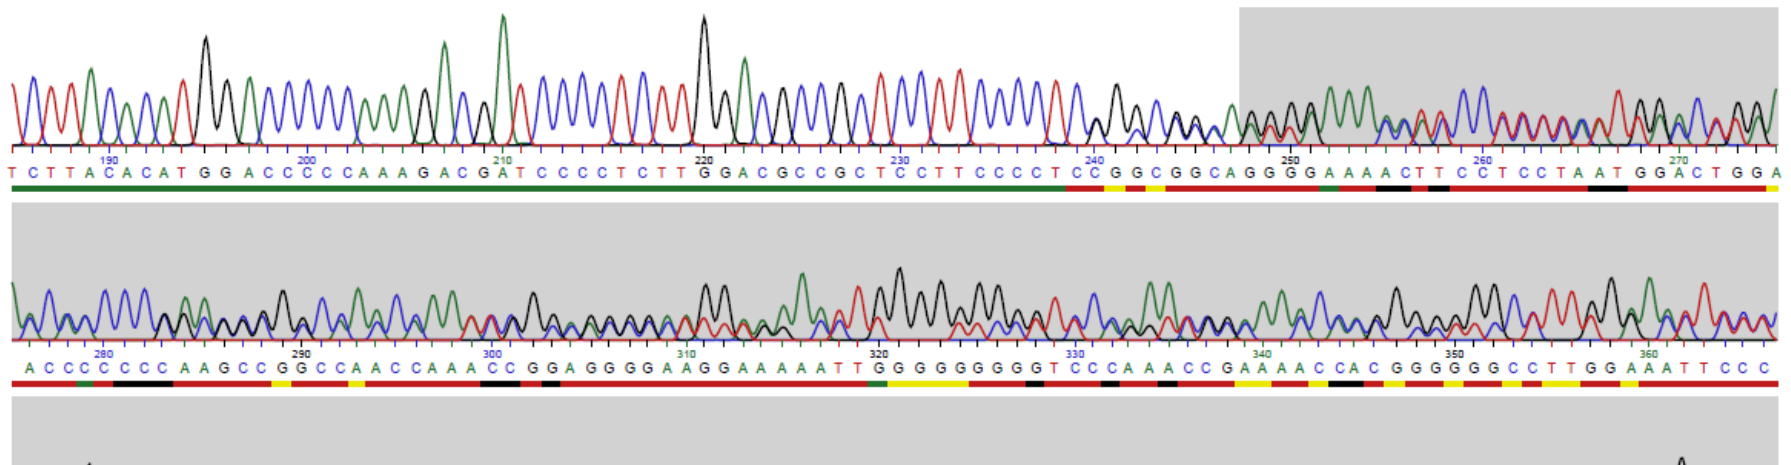 190 200 210 220 230 240 250 260 270
T C T T A C A C A T G G A C C C C C A A A G A C G A T C C C C T C T T G G A C G C C G C T C C T T C C C C T C C G G C G G C A G G G G A A A A C T T C C T C C T A A T G G A C T G G A
280 290 300 310 320 330 340 350 360
A C C C C C C C A A G C C G G C C A A C C A A A C C G G A G G G G A A G G A A A A A T T G G G G G G G G G T C C C A A A C C G A A A A C C A C G G G G G G C C T T G G A A A T T C C C